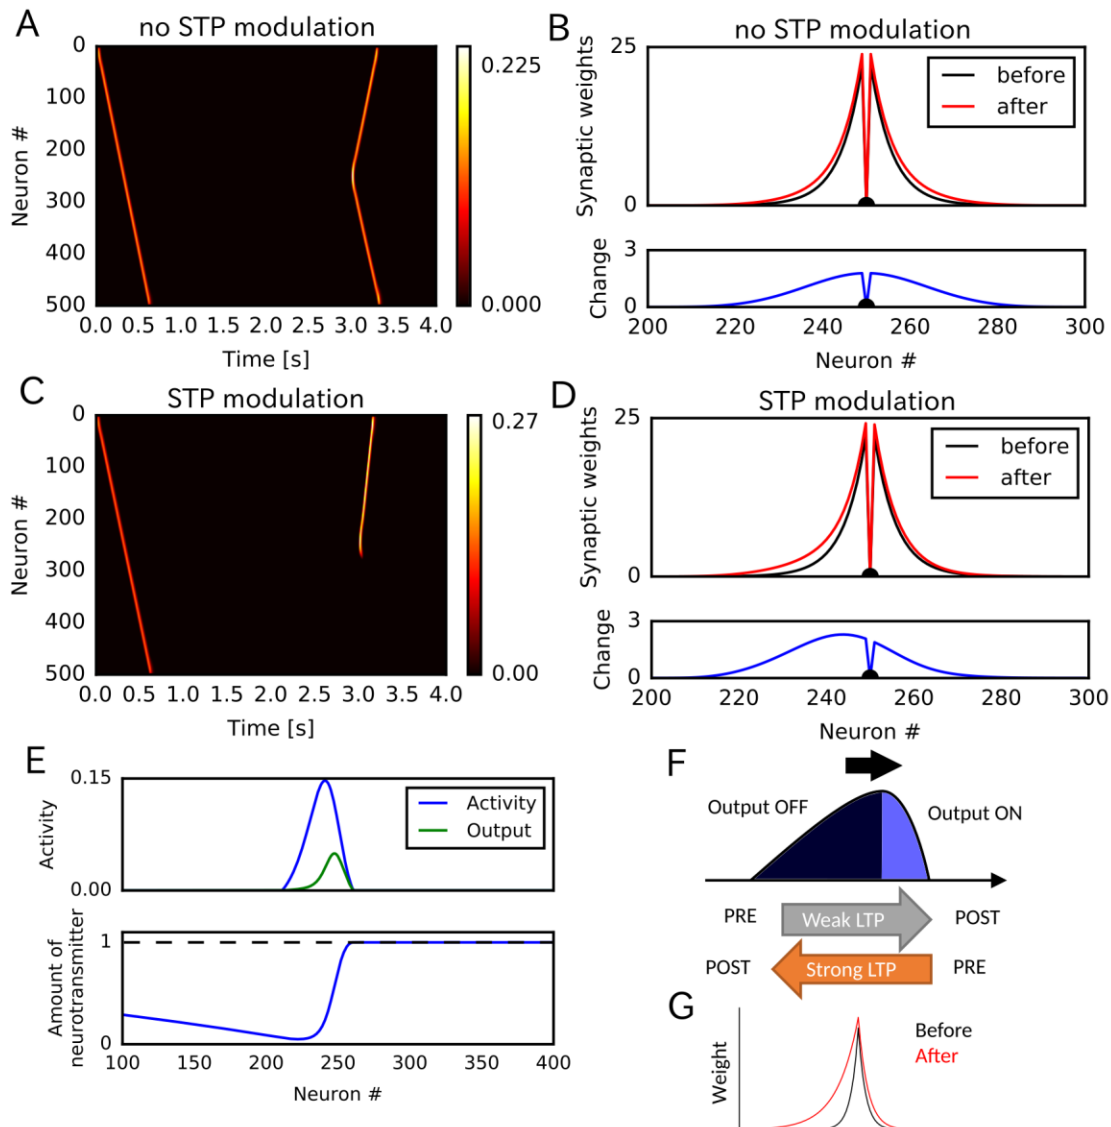 A
no STP modulation
Neuron #
0
100
200
300
400
500
0.0 0.5 1.0 1.5 2.0 2.5 3.0 3.5 4.0
Time [s]
0.225
0.000
B
no STP modulation
Synaptic weights
25
0
before
after
Change
3
0
200 220 240 260 280 300
Neuron #
C
STP modulation
Neuron #
0
100
200
300
400
500
0.0 0.5 1.0 1.5 2.0 2.5 3.0 3.5 4.0
Time [s]
0.27
0.00
D
STP modulation
Synaptic weights
25
0
before
after
Change
3
0
200 220 240 260 280 300
Neuron #
E
Activity
0.15
0.00
Activity
Output
Amount of
neurotransmitter
1
0
100 150 200 250 300 350 400
Neuron #
F
Output OFF
Output ON
PRE Weak LTP POST
POST Strong LTP PRE
G
Weight
Before
After